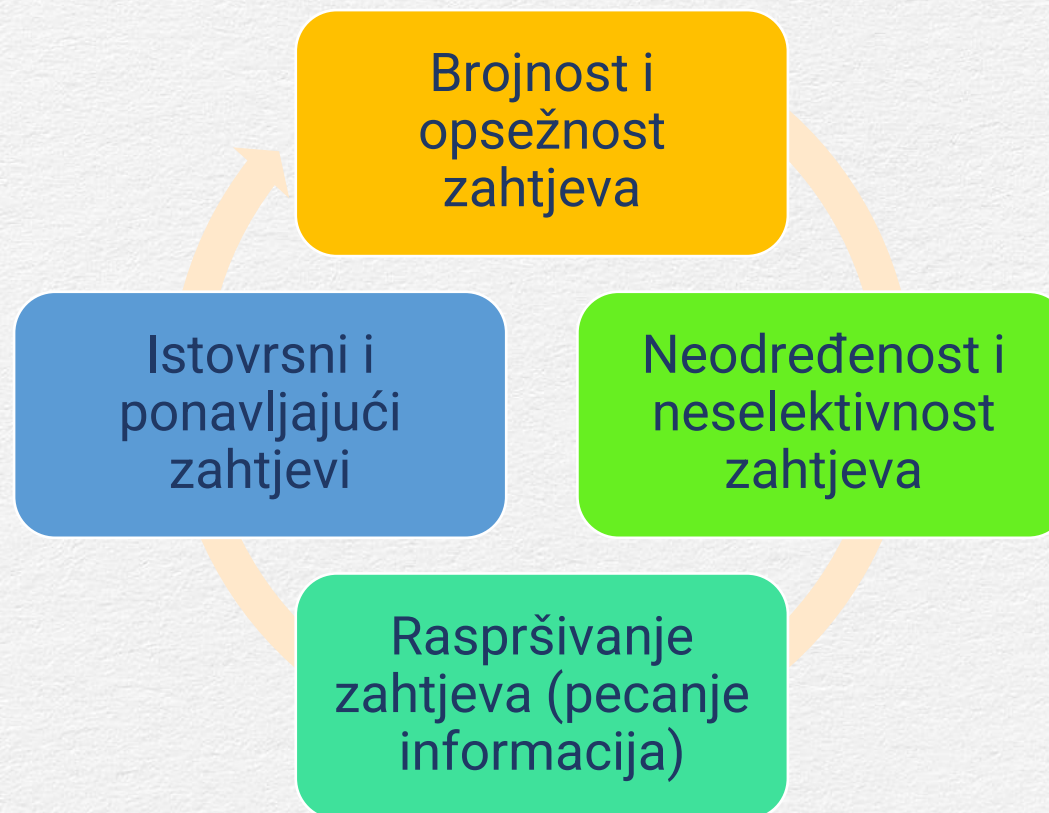 Brojnost i
opsežnost
zahtjeva
Neodređenost i
neselektivnost
zahtjeva
Raspršivanje
zahtjeva (pecanje
informacija)
Istovrsni i
ponavljajući
zahtjevi